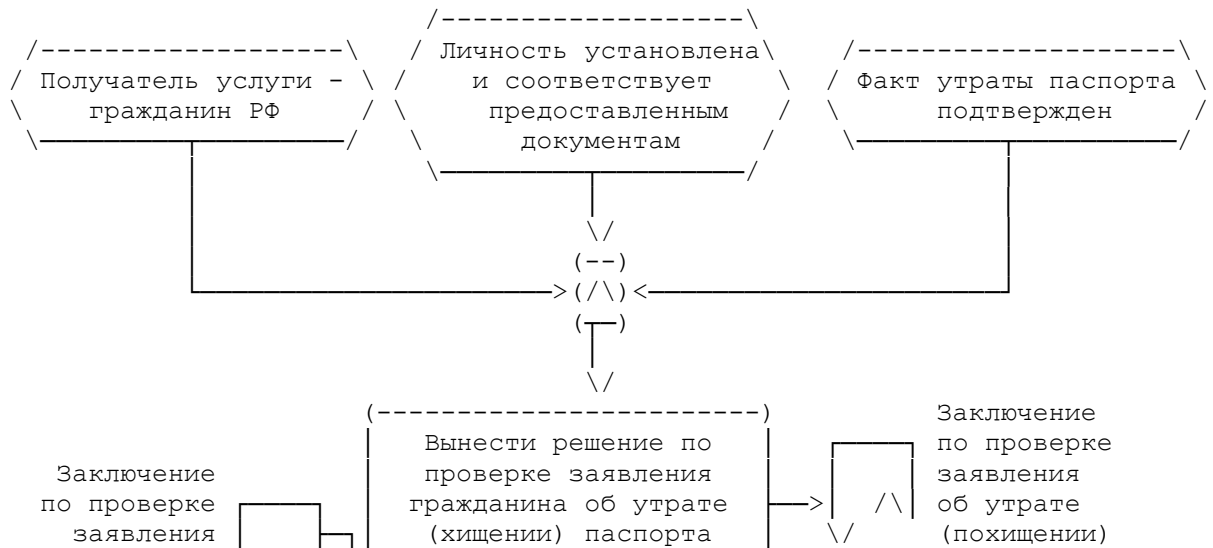 Личность установлена
и соответствует
предоставленным
документам
Получатель услуги -
гражданин РФ
Факт утраты паспорта
подтвержден
Вынести решение по
проверке заявления
гражданина об утрате
(хищении) паспорта
Заключение
по проверке
заявления
об утрате
(похищении)
Заключение
по проверке
заявления